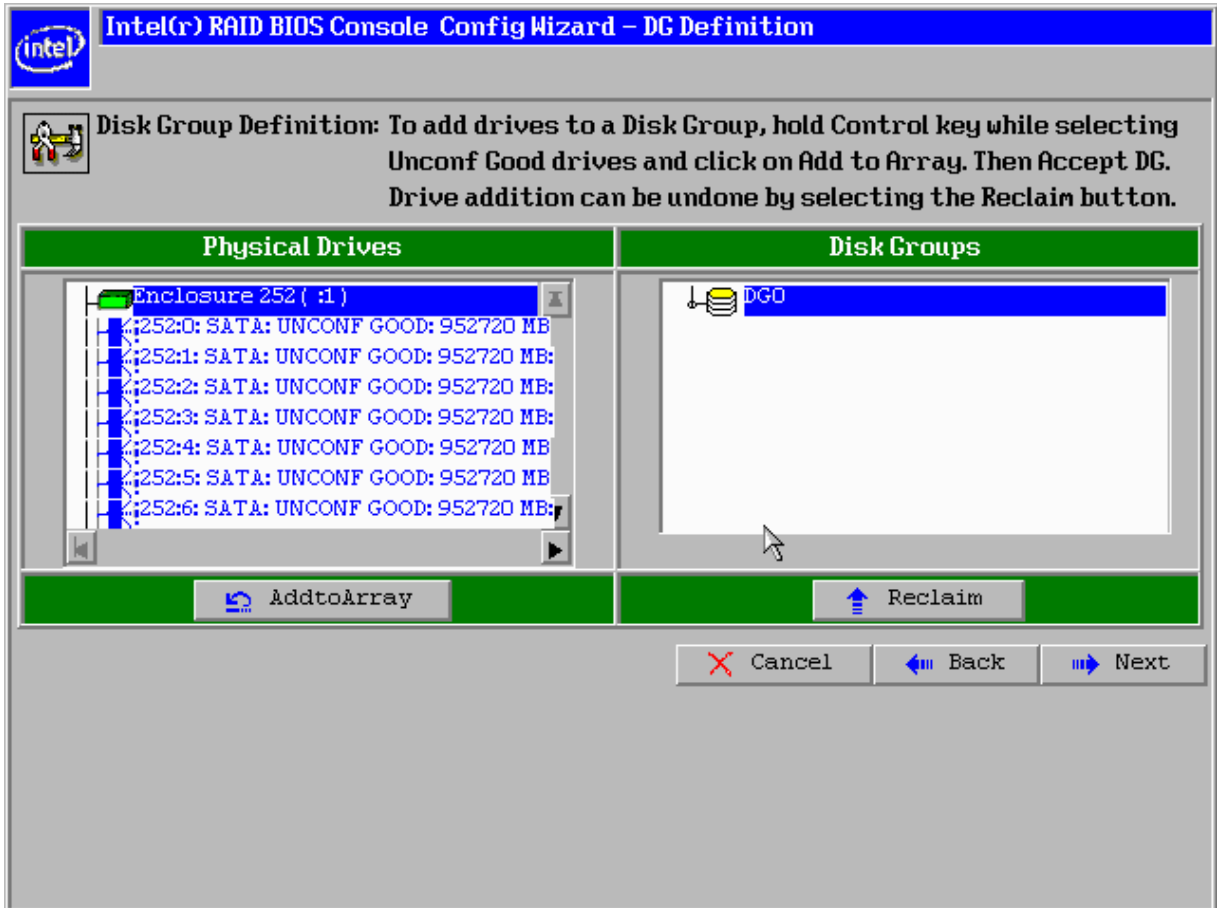 intel
Intel(r) RAID BIOS Console Config Wizard – DG Definition
Disk Group Definition: To add drives to a Disk Group, hold Control key while selecting
Unconf Good drives and click on Add to Array. Then Accept DG.
Drive addition can be undone by selecting the Reclaim button.
Physical Drives
Enclosure 252 ( :1)
252:0: SATA: UNCONF GOOD: 952720 MB
252:1: SATA: UNCONF GOOD: 952720 MB:
252:2: SATA: UNCONF GOOD: 952720 MB:
252:3: SATA: UNCONF GOOD: 952720 MB:
252:4: SATA: UNCONF GOOD: 952720 MB
252:5: SATA: UNCONF GOOD: 952720 MB
252:6: SATA: UNCONF GOOD: 952720 MB:
AddtoArray
Disk Groups
DG0
Reclaim
Cancel
Back
Next